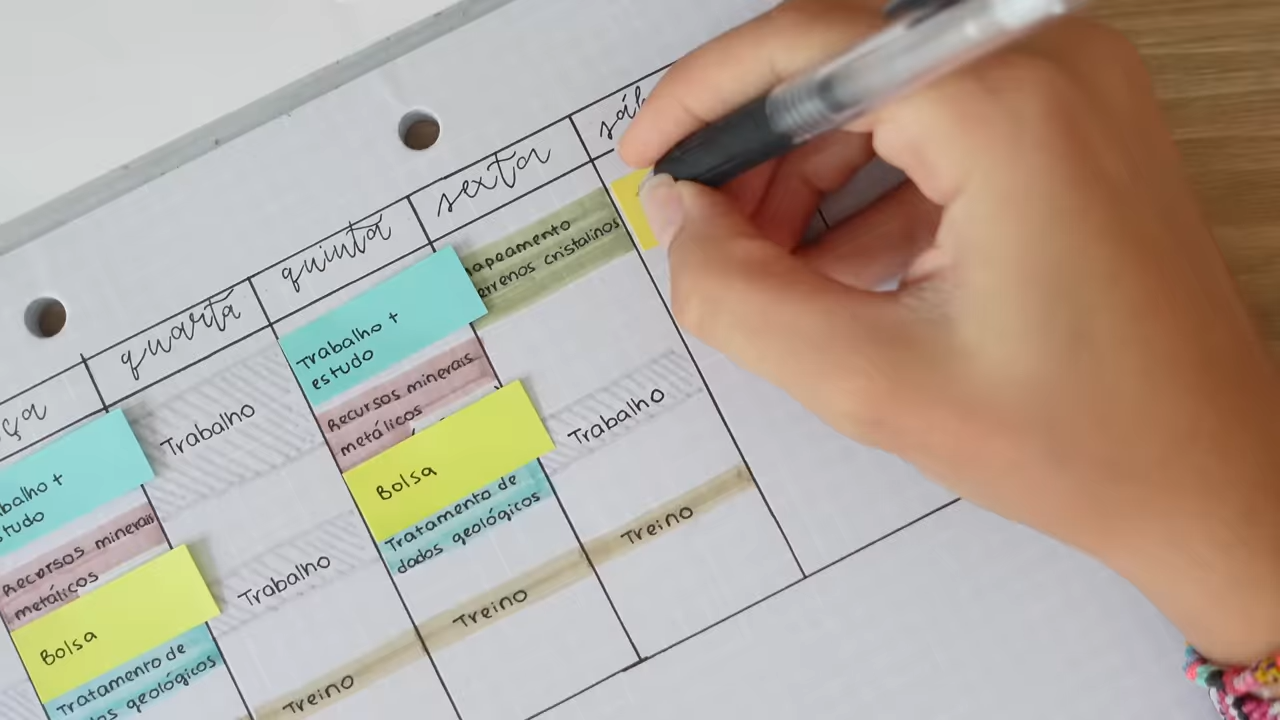 quarta
quinta
sexta
Trabalho +
estudo
Recursos minerais
metálicos
Bolsa
Tratamento de
geológicos
Trabalho
Trabalho
Treino
Trabalho +
estudo
Recursos minerais
metálicos
Bolsa
Tratamento de
dados geológicos
Treino
apeamento
errenos cristalinos
Trabalho
Treino